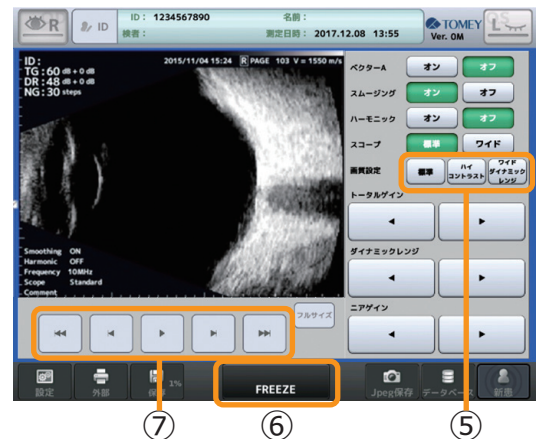 R
ID
ID： 1234567890
名前：
検者：
測定日時： 2017.12.08 13:55
TOMEY
Ver. 0M
L
ID :
TG : 60 dB + 0 dB
DR : 48 dB + 0 dB
NG : 30 steps
2015/11/04 15:24 R PAGE 103 V = 1550 m/s
ベクターA オン オフ
スムージング オン オフ
ハーモニック オン オフ
スコープ 標準 ワイド
画質設定 標準 ハイコントラスト ワイドダイナミックレンジ
トータルゲイン
ダイナミックレンジ
ニアゲイン
Smoothing ON
Harmonic OFF
Frequency 10MHz
Scope Standard
Comment
フルサイズ
設定
外部
保存 1%
FREEZE
Jpeg保存
データベース
新患
⑦ ⑥ ⑤